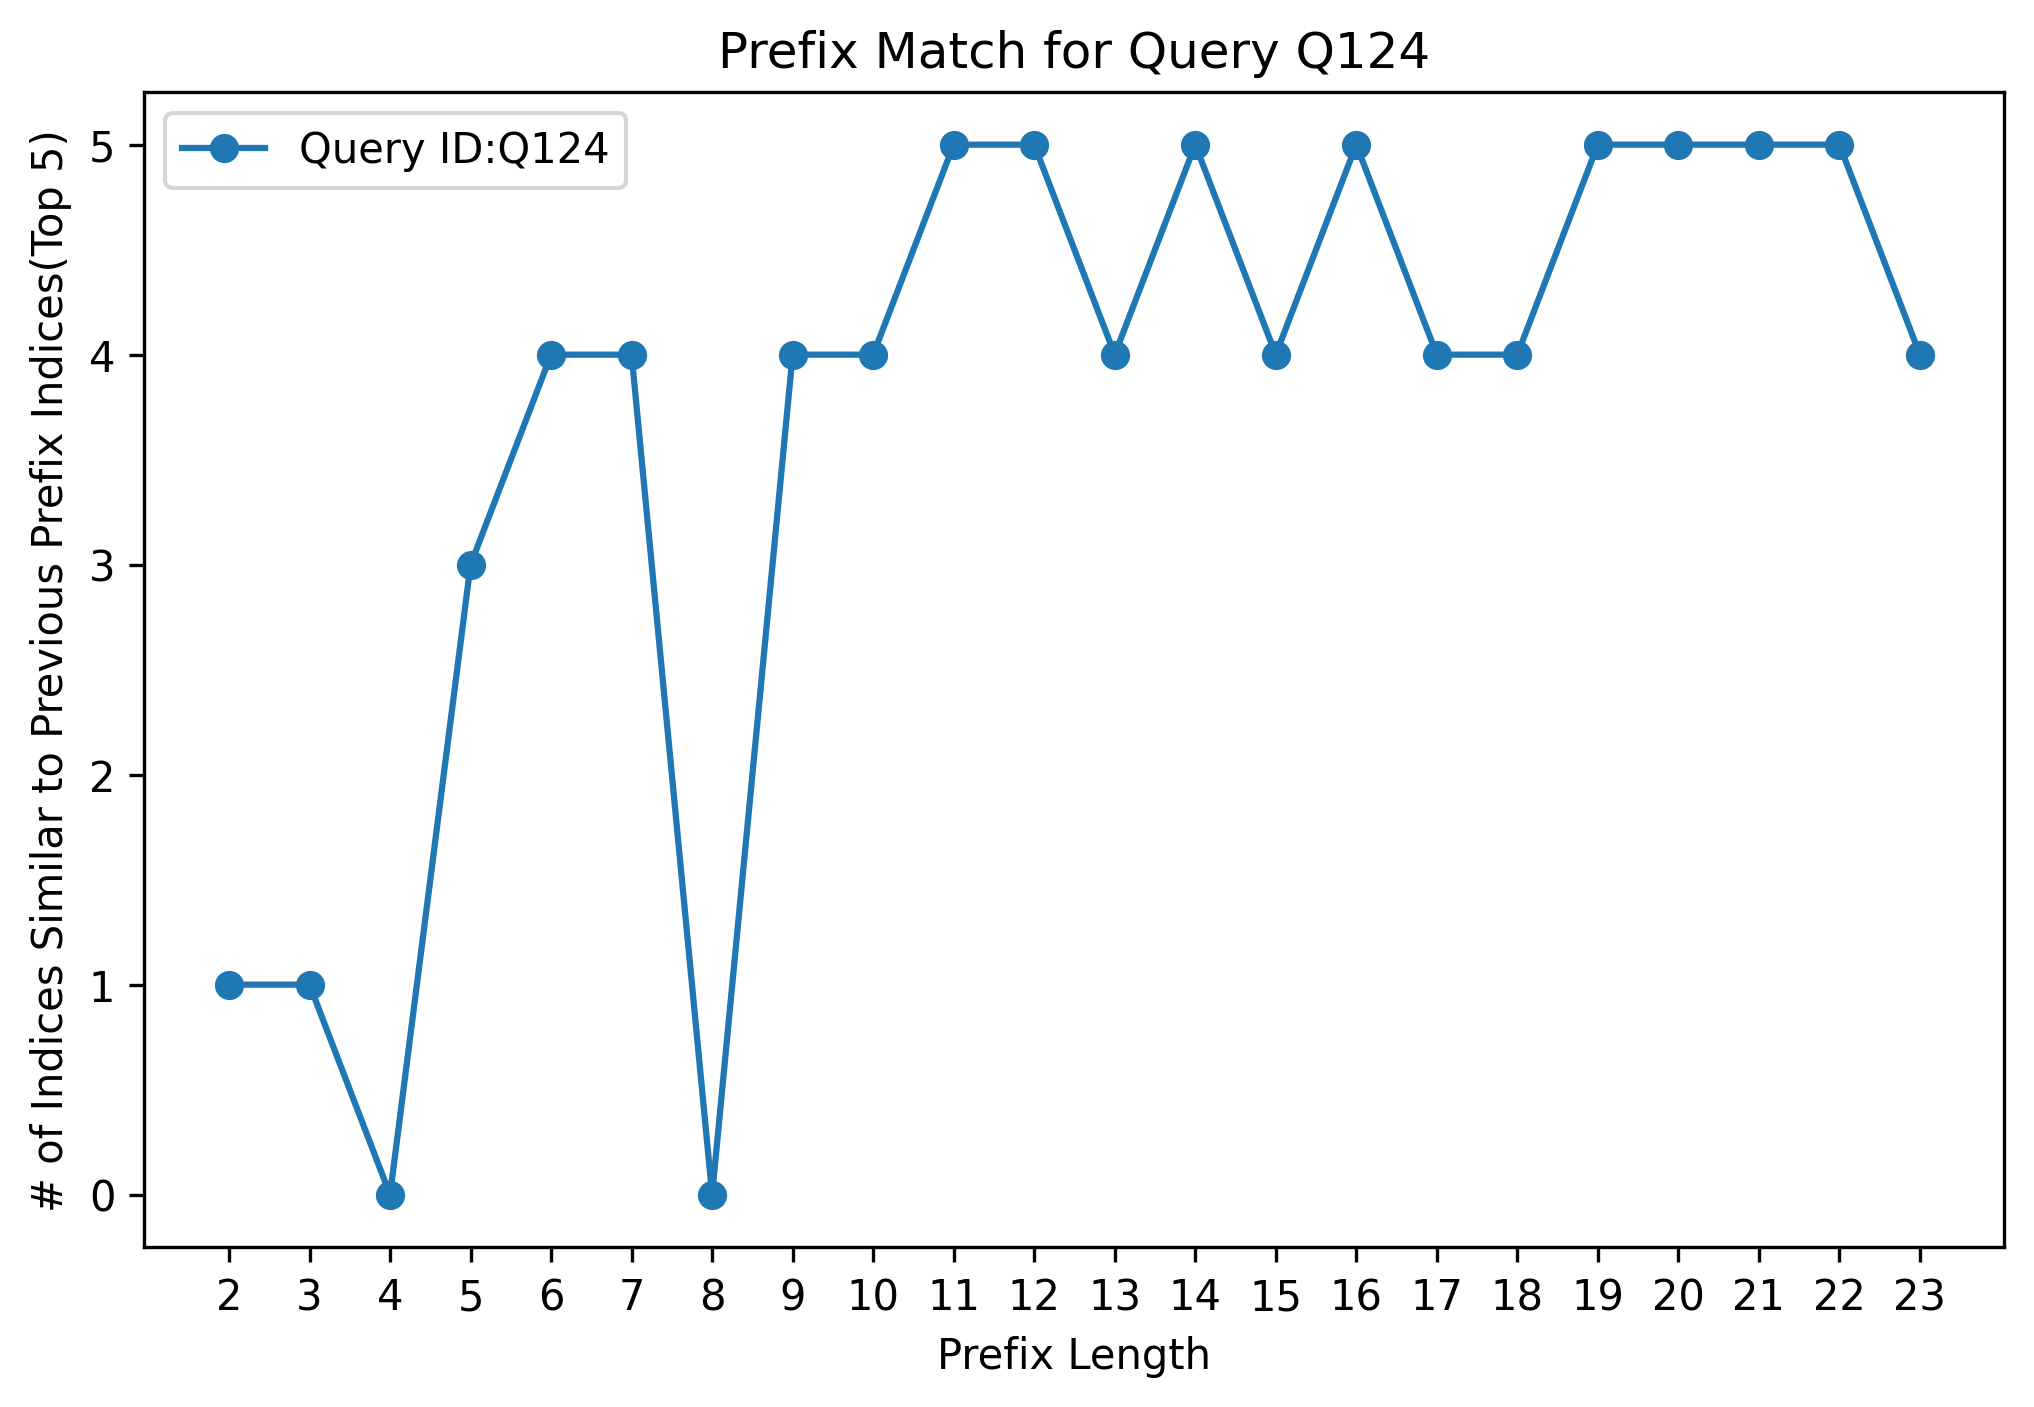 Prefix Match for Query Q124
Query ID:Q124
# of Indices Similar to Previous Prefix Indices(Top 5)
5
4
3
2
1
0
2 3 4 5 6 7 8 9 10 11 12 13 14 15 16 17 18 19 20 21 22 23
Prefix Length